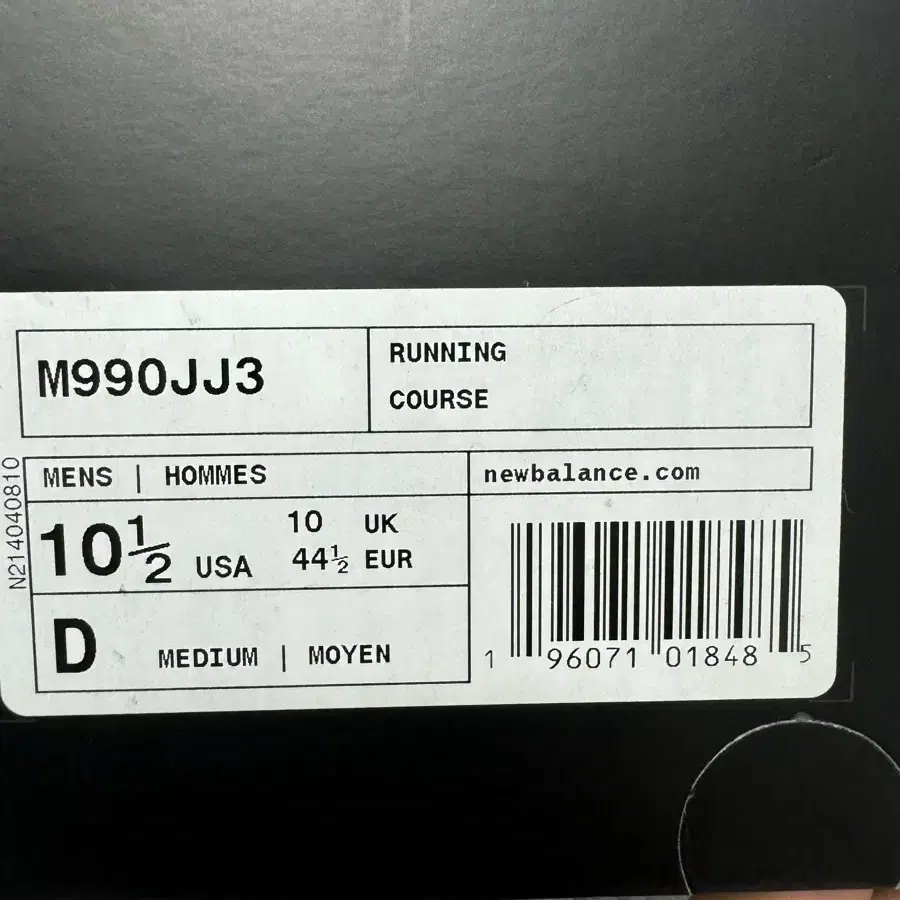 M990JJ3
RUNNING
COURSE
N214040810
MENS | HOMMES
10½ USA
10 UK
44½ EUR
D MEDIUM | MOYEN
newbalance.com
1 96071 01848 5